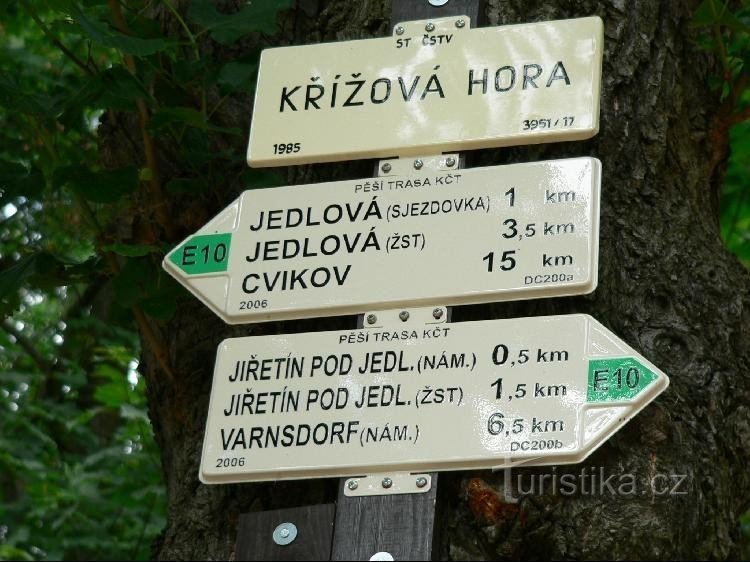 ST ČSTV
KŘÍŽOVÁ HORA
1985 3951/17
PĚŠÍ TRASA KČT
JEDLOVÁ (SJEZDOVKA) 1 km
E10 JEDLOVÁ (ŽST) 3,5 km
CVIKOV 15 km
2006 DC200a
PĚŠÍ TRASA KČT
JIŘETÍN POD JEDL. (NÁM.) 0,5 km
JIŘETÍN POD JEDL. (ŽST) 1,5 km E10
VARNSDORF (NÁM.) 6,5 km
2006 DC200b
Turistika.cz